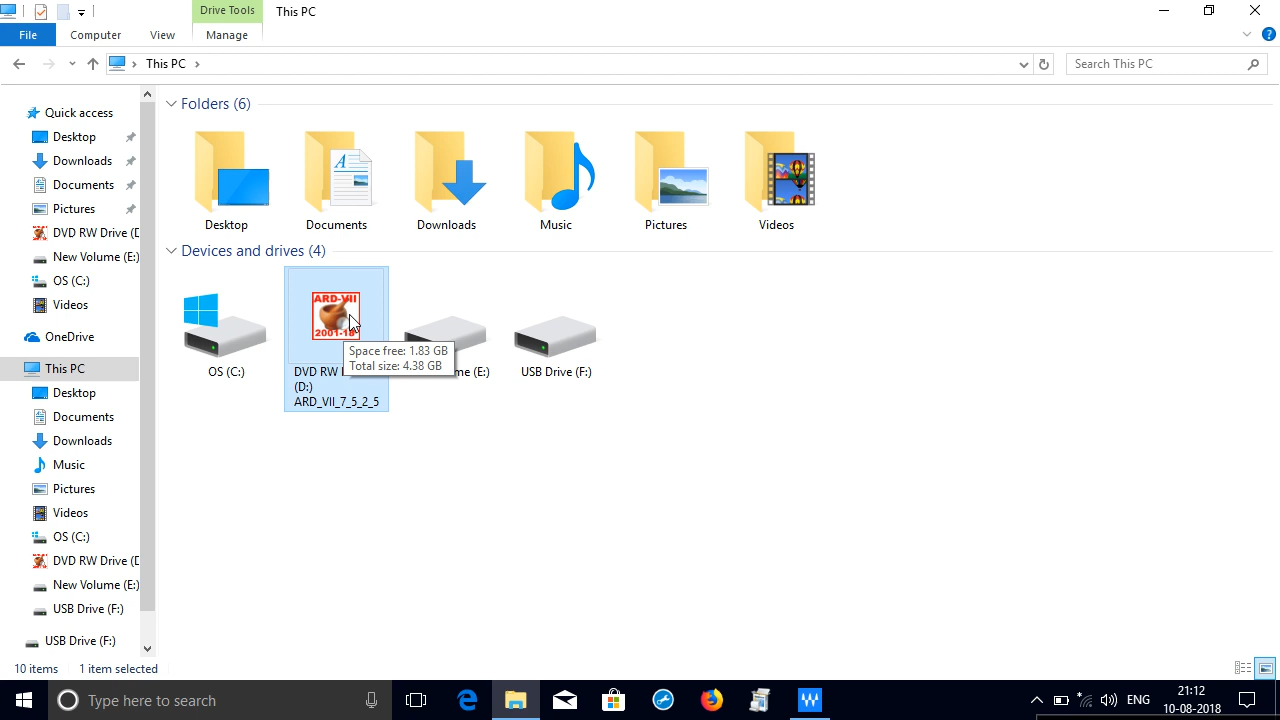 Drive Tools
This PC
File
Computer
View
Manage
This PC
Search This PC
Quick access
Desktop
Downloads
Documents
Pictures
DVD RW Drive (D
New Volume (E:)
OS (C:)
Videos
OneDrive
This PC
Desktop
Documents
Downloads
Music
Pictures
Videos
OS (C:)
DVD RW Drive (D
New Volume (E:)
USB Drive (F:)
USB Drive (F:)
Folders (6)
Desktop
Documents
Downloads
Music
Pictures
Videos
Devices and drives (4)
OS (C:)
ARD-VII
2001-18
DVD RW
(D:)
ARD_VII_7_5_2_5
Space free: 1.83 GB
Total size: 4.38 GB
me (E:)
USB Drive (F:)
10 items
1 item selected
Type here to search
ENG
21:12
10-08-2018